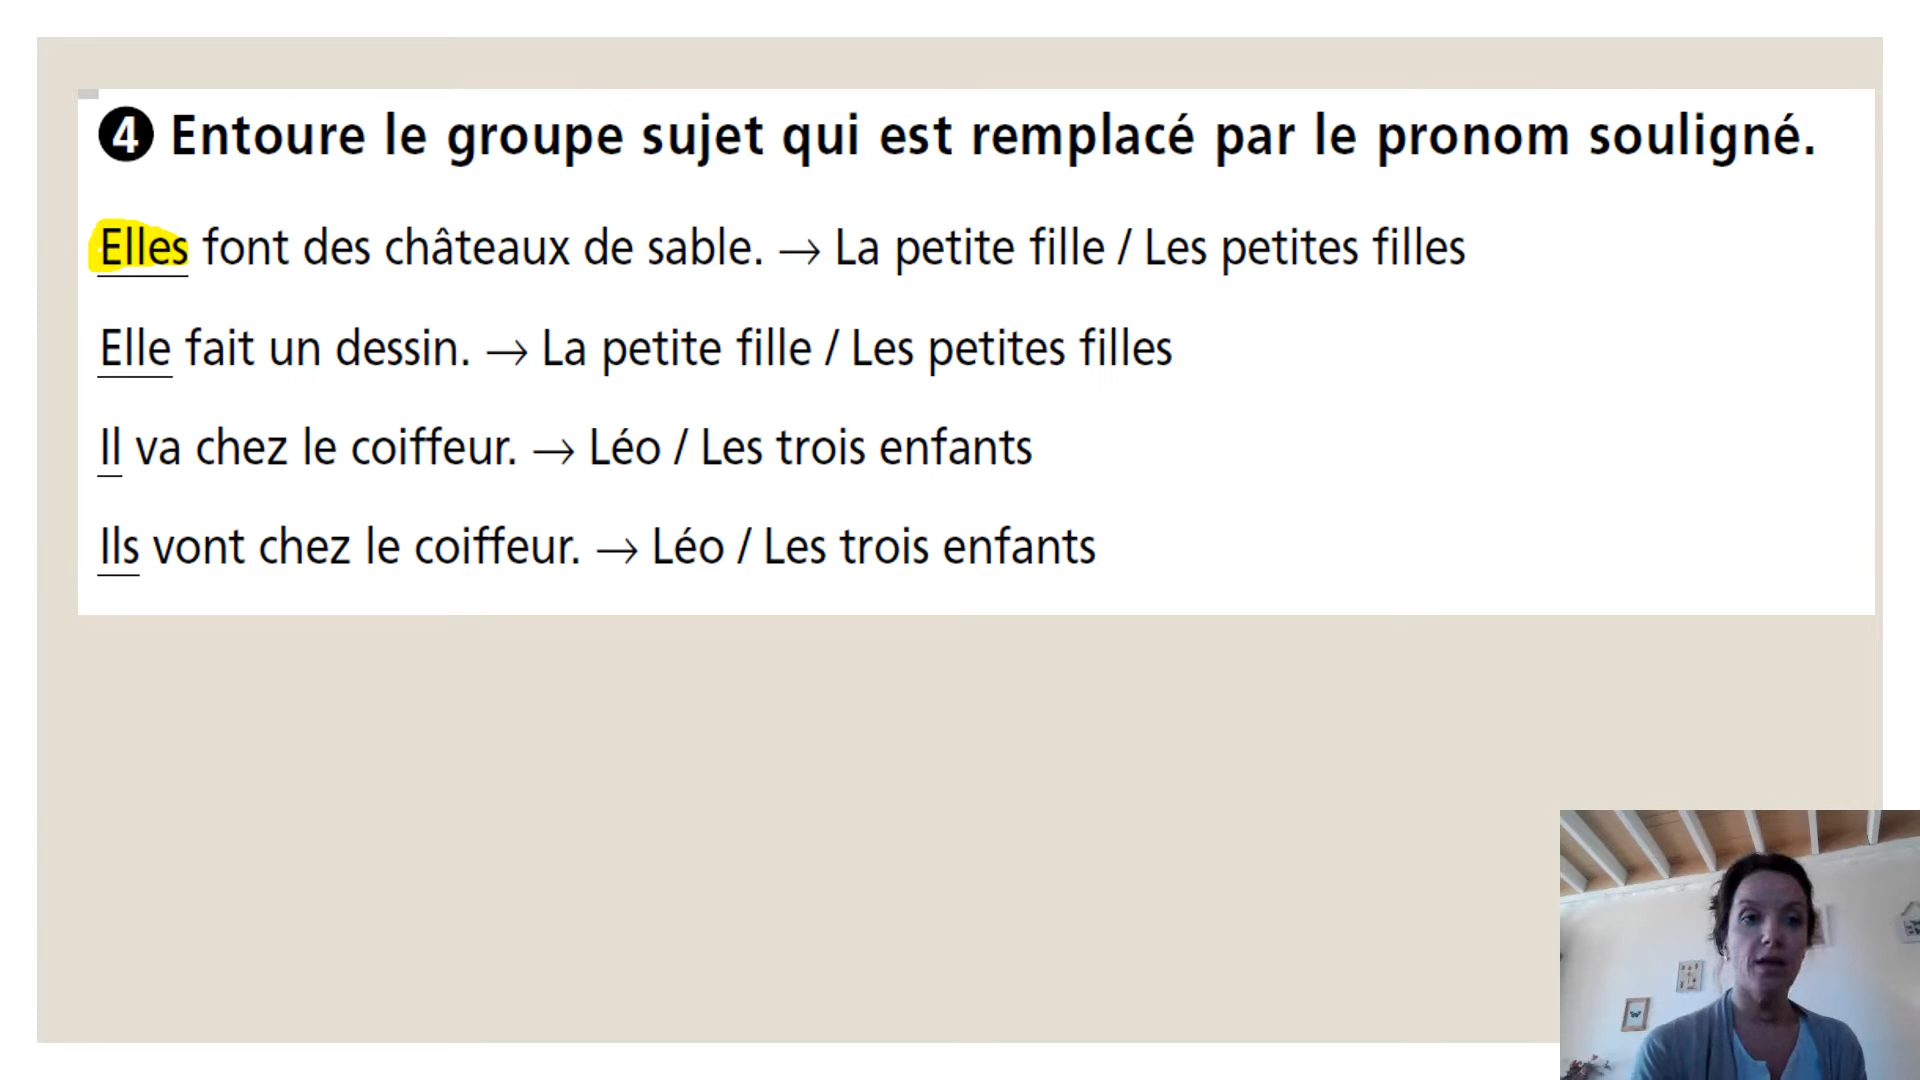 4 Entoure le groupe sujet qui est remplacé par le pronom souligné.
Elles font des châteaux de sable. → La petite fille / Les petites filles
Elle fait un dessin. → La petite fille / Les petites filles
Il va chez le coiffeur. → Léo / Les trois enfants
Ils vont chez le coiffeur. → Léo / Les trois enfants